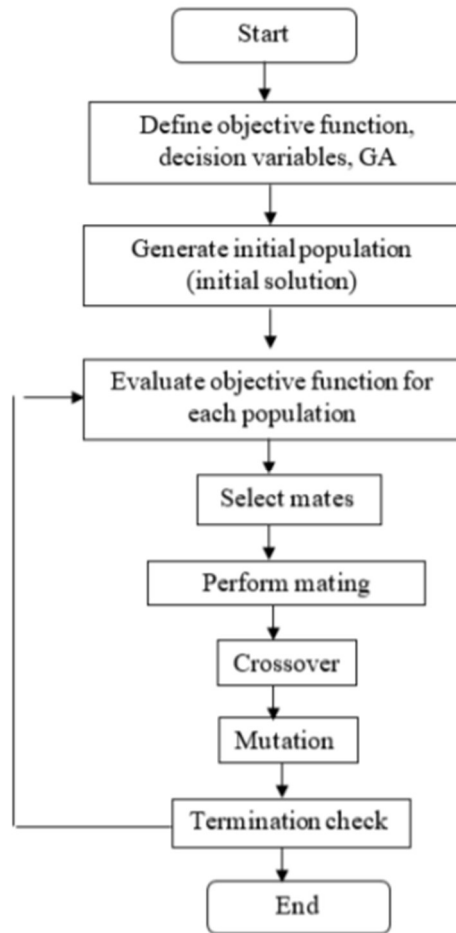 Start
Define objective function,
decision variables, GA
Generate initial population
(initial solution)
Evaluate objective function for
each population
Select mates
Perform mating
Crossover
Mutation
Termination check
End